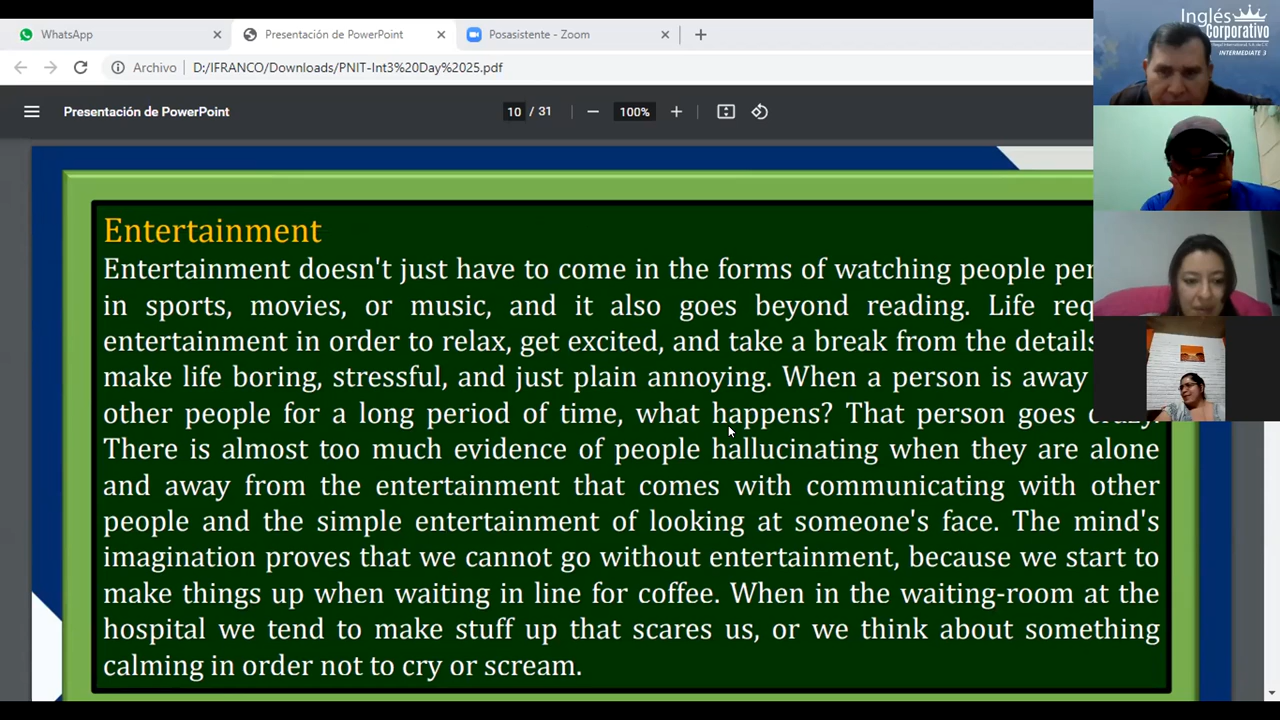 WhatsApp
Presentación de PowerPoint
Posasistente - Zoom
Archivo D:/IFRANCO/Downloads/PNIT-Int3%20Day%2025.pdf
Presentación de PowerPoint
10 / 31
100%
Inglés
Corporativo
INTERMEDIATE 3
Entertainment
Entertainment doesn't just have to come in the forms of watching people
in sports, movies, or music, and it also goes beyond reading. Life
entertainment in order to relax, get excited, and take a break from the details
make life boring, stressful, and just plain annoying. When a person is away
other people for a long period of time, what happens? That person goes crazy.
There is almost too much evidence of people hallucinating when they are alone
and away from the entertainment that comes with communicating with other
people and the simple entertainment of looking at someone's face. The mind's
imagination proves that we cannot go without entertainment, because we start to
make things up when waiting in line for coffee. When in the waiting-room at the
hospital we tend to make stuff up that scares us, or we think about something
calming in order not to cry or scream.